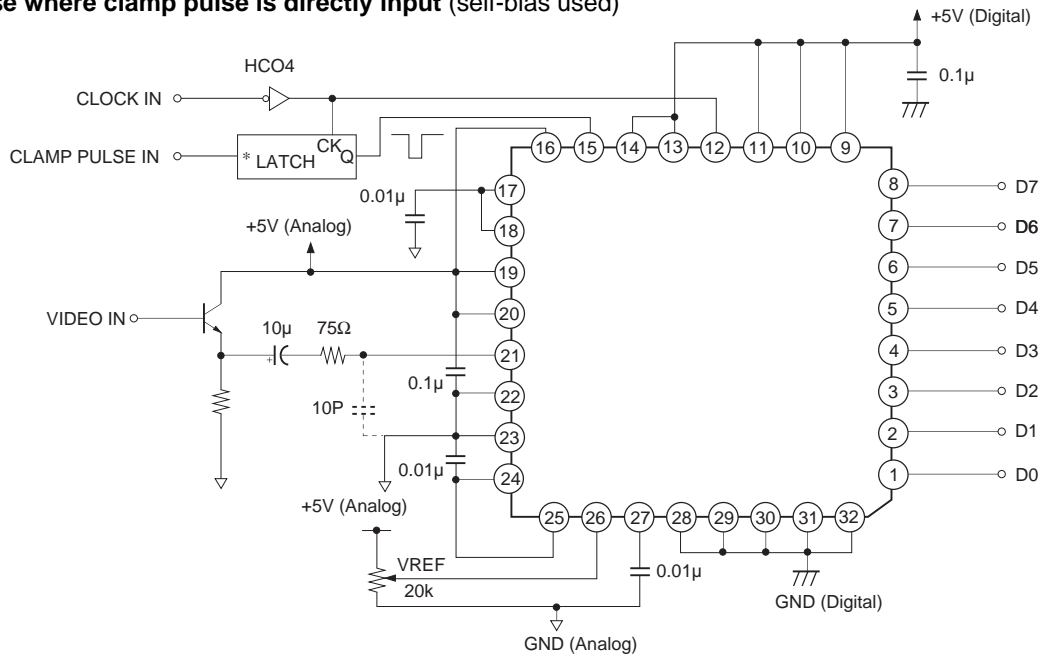 se where clamp pulse is directly input (self-bias used)
+5V (Digital)
HCO4
0.1µ
CLOCK IN
CLAMP PULSE IN
* LATCH
CK
Q
16 15 14 13 12 11 10 9
17
0.01µ
8 D7
18
7 D6
+5V (Analog)
19
6 D5
VIDEO IN
20
5 D4
10µ
75Ω
+
21
4 D3
0.1µ
22
3 D2
10P
23
2 D1
0.01µ
24
1 D0
+5V (Analog)
25 26 27 28 29 30 31 32
VREF
20k
0.01µ
GND (Digital)
GND (Analog)